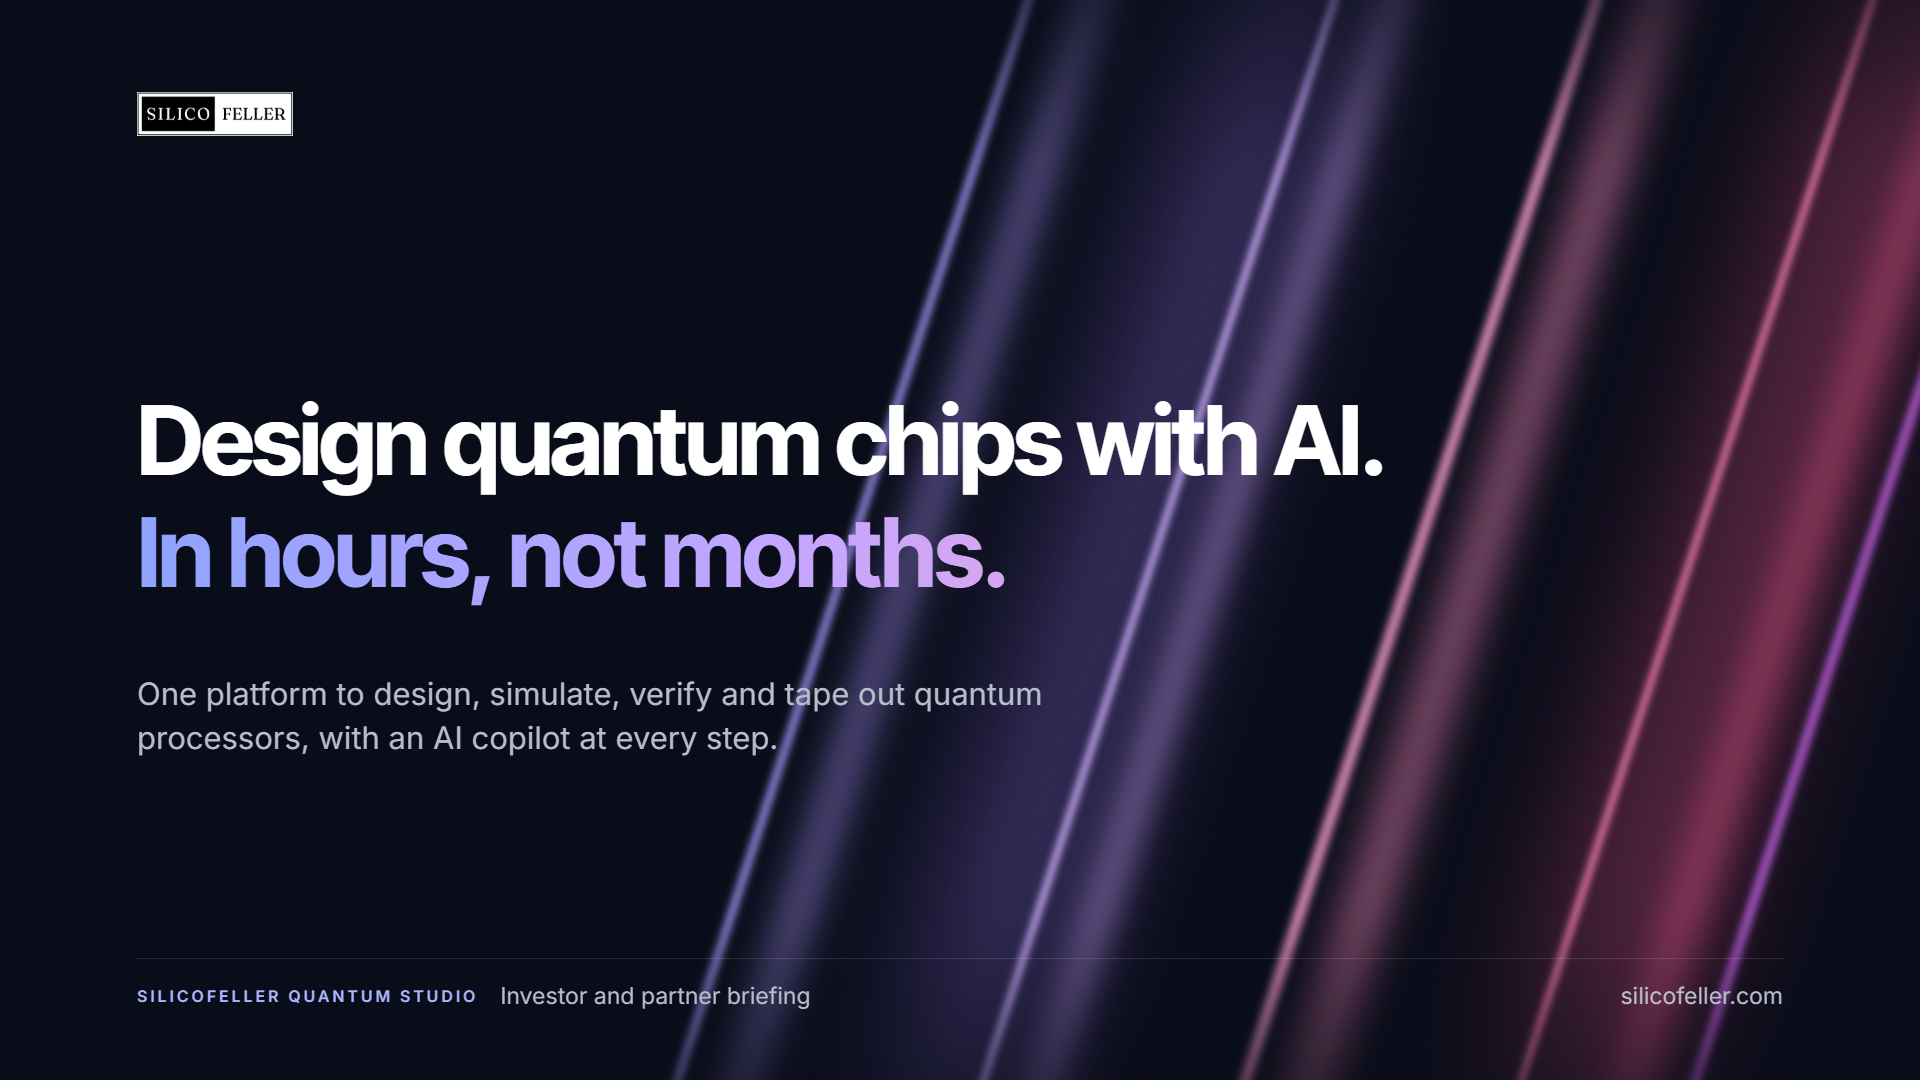 SILICO FELLER
Design quantum chips with AI.
In hours, not months.
One platform to design, simulate, verify and tape out quantum
processors, with an AI copilot at every step.
SILICOFELLER QUANTUM STUDIO Investor and partner briefing
silicofeller.com